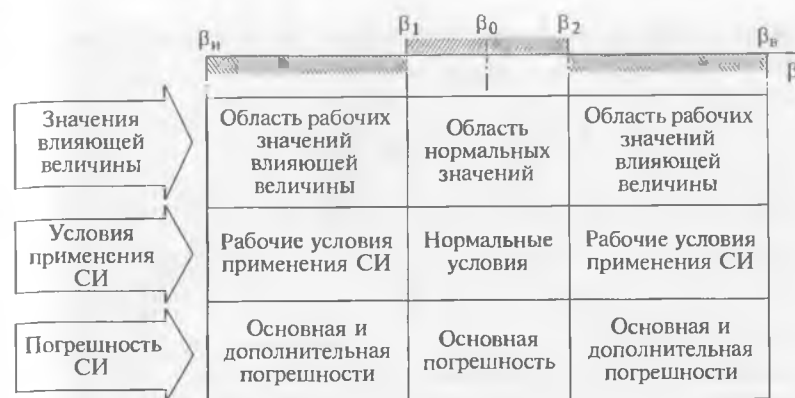 βн β1 β0 β2 βв
β
Значения
влияющей
величины
Область рабочих
значений
влияющей
величины
Область
нормальных
значений
Область рабочих
значений
влияющей
величины
Условия
применения
СИ
Рабочие условия
применения СИ
Нормальные
условия
Рабочие условия
применения СИ
Погрешность
СИ
Основная и
дополнительная
погрешности
Основная
погрешность
Основная и
дополнительная
погрешности